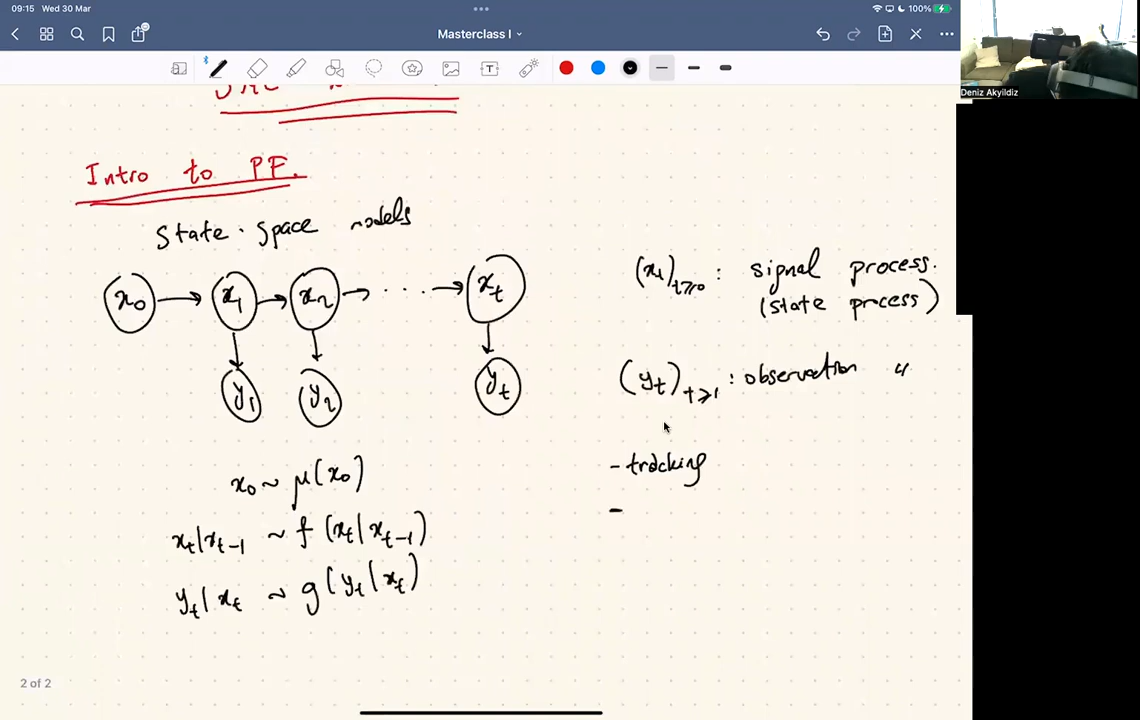 09:15 Wed 30 Mar
100%
Masterclass I
Deniz Akyildiz
Intro to PF.
State-space models
x₀ → x₁ → x₂ → ... → xₜ
y₁ y₂ yₜ
x₀ ~ μ(x₀)
xₜ|xₜ₋₁ ~ f(xₜ|xₜ₋₁)
yₜ|xₜ ~ g(yₜ|xₜ)
(xₜ)ₜ≥₀ : signal process.
(state process)
(yₜ)ₜ≥₁ : observation "
- tracking
-
2 of 2